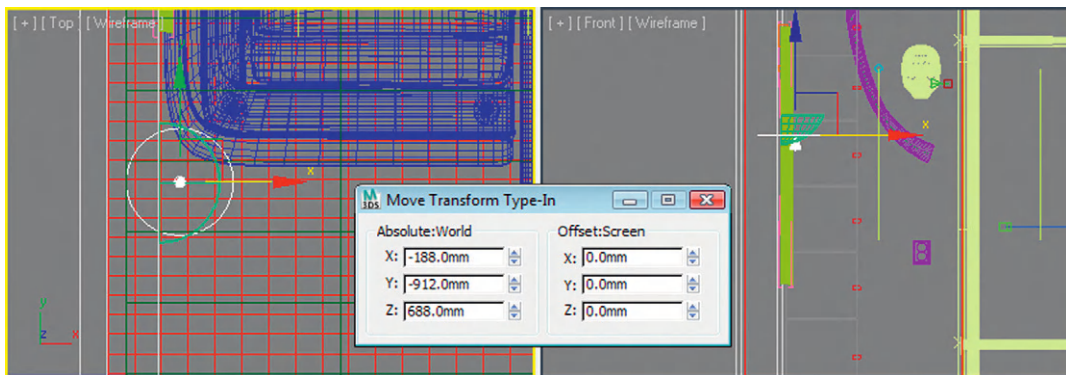 [ + ] [ Top ] [ Wireframe ]
[ + ] [ Front ] [ Wireframe ]
x
x
M
3DS
Move Transform Type-In
Absolute:World
Offset:Screen
X: -188.0mm
X: 0.0mm
Y: -912.0mm
Y: 0.0mm
Z: 688.0mm
Z: 0.0mm
y
z
x